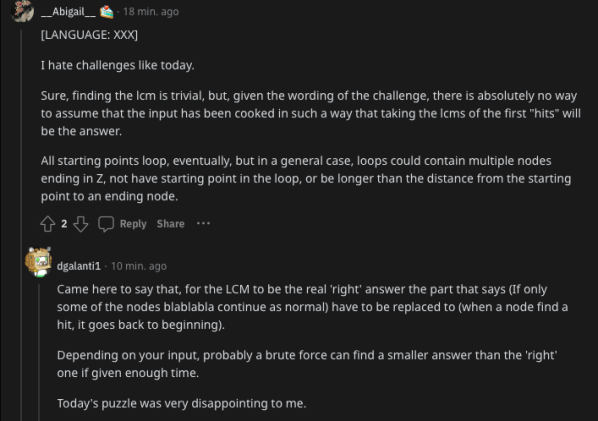 __Abigail__ · 18 min. ago
[LANGUAGE: XXX]
I hate challenges like today.
Sure, finding the lcm is trivial, but, given the wording of the challenge, there is absolutely no way
to assume that the input has been cooked in such a way that taking the lcms of the first "hits" will
be the answer.
All starting points loop, eventually, but in a general case, loops could contain multiple nodes
ending in Z, not have starting point in the loop, or be longer than the distance from the starting
point to an ending node.
2 Reply Share ···
dgalanti1 · 10 min. ago
Came here to say that, for the LCM to be the real 'right' answer the part that says (If only
some of the nodes blablabla continue as normal) have to be replaced to (when a node find a
hit, it goes back to beginning).
Depending on your input, probably a brute force can find a smaller answer than the 'right'
one if given enough time.
Today's puzzle was very disappointing to me.